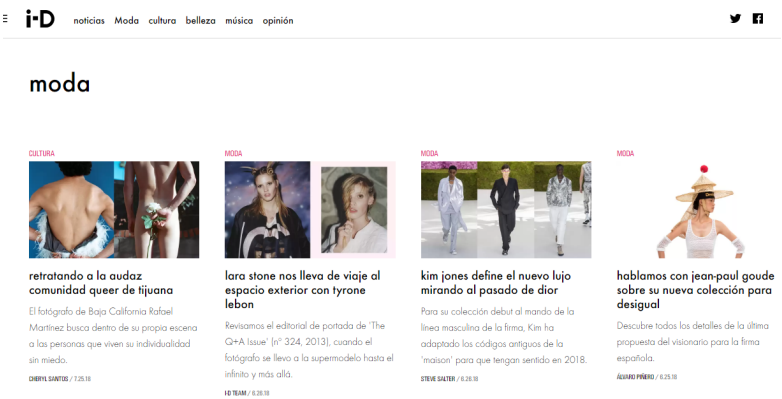 i-D
noticias Moda cultura belleza música opinión
moda
CULTURA
retratando a la audaz
comunidad queer de tijuana
El fotógrafo de Baja California Rafael
Martínez busca dentro de su propia escena
a las personas que viven su individualidad
sin miedo.
CHERYL SANTOS / 7.25.18
MODA
lara stone nos lleva de viaje al
espacio exterior con tyrone
lebon
Revisamos el editorial de portada de 'The
Q+A Issue' (nº 324, 2013), cuando el
fotógrafo se llevo a la supermodelo hasta el
infinito y más allá.
I-D TEAM / 6.28.18
MODA
kim jones define el nuevo lujo
mirando al pasado de dior
Para su colección debut al mando de la
línea masculina de la firma, Kim ha
adaptado los códigos antiguos de la
'maison' para que tengan sentido en 2018.
STEVE SALTER / 6.26.18
MODA
hablamos con jean-paul goude
sobre su nueva colección para
desigual
Descubre todos los detalles de la última
propuesta del visionario para la firma
española.
ÁLVARO PIÑERO / 6.25.18